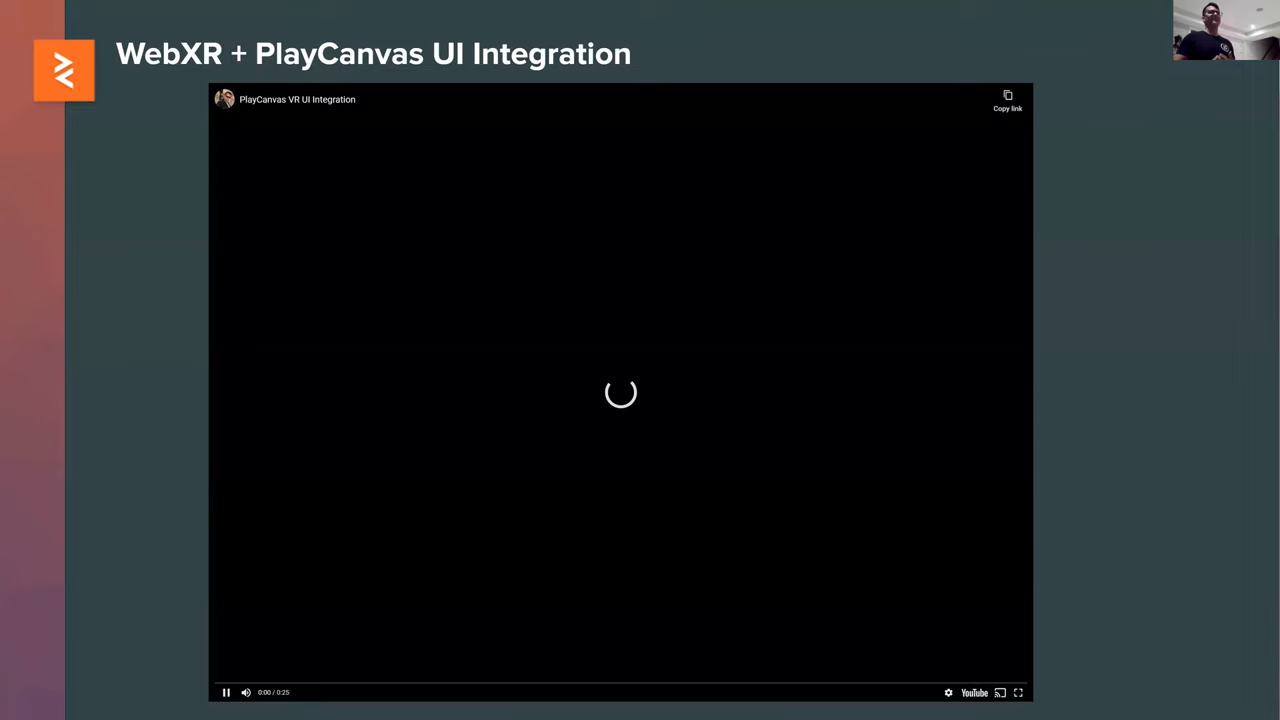 WebXR + PlayCanvas UI Integration
PlayCanvas VR UI Integration
Copy link
0:00 / 0:25
YouTube